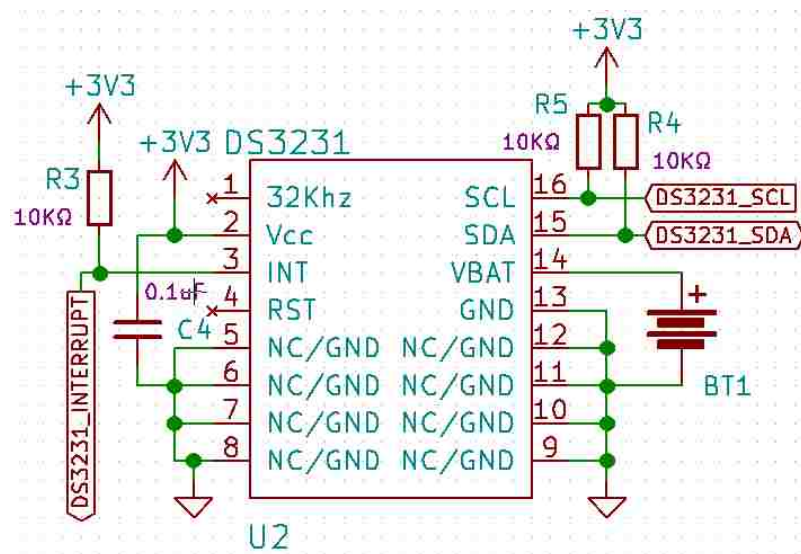 +3V3
+3V3
+3V3
DS3231
R3
10KΩ
R5
10KΩ
R4
10KΩ
1
32Khz
SCL
16
DS3231_SCL
2
Vcc
SDA
15
DS3231_SDA
3
INT
VBAT
14
0.1uF
4
RST
GND
13
+
C4
5
NC/GND
NC/GND
12
6
NC/GND
NC/GND
11
BT1
7
NC/GND
NC/GND
10
8
NC/GND
NC/GND
9
DS3231_INTERRUPT
U2